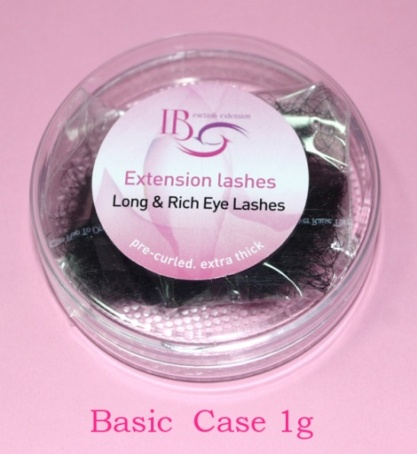 IB
eyelash extension
Extension lashes
Long & Rich Eye Lashes
pre-curled. extra thick
Basic Case 1g